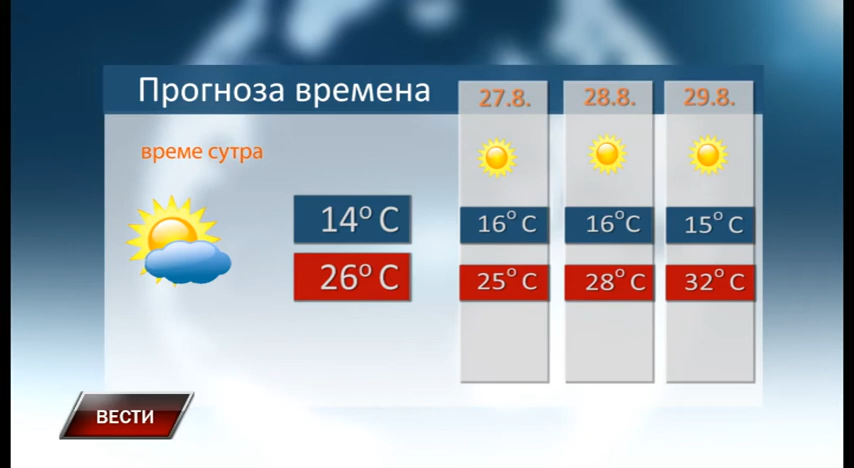 Прогноза времена
27.8.
28.8.
29.8.
време сутра
14° C
16° C
16°C
15° C
26° C
25° C
28° C
32° C
ВЕСТИ